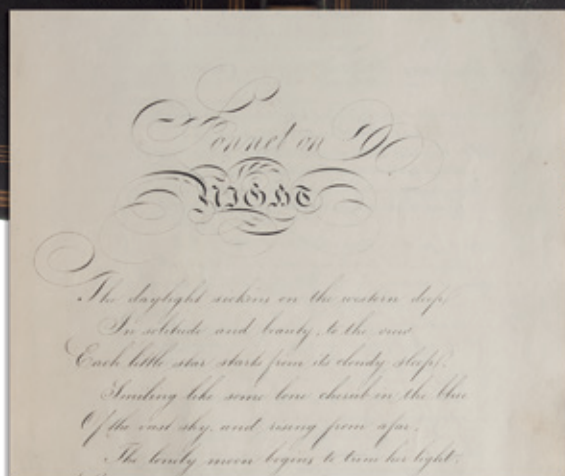 Sonnet on
NIGHT
The daylight sickens on the western deep,
In solitude and beauty, to the view
Each little star starts from its cloudy sleep,
Smiling like some lone cherub in the blue
Of the vast sky, and rising from afar,
The lonely moon begins to trim her light,